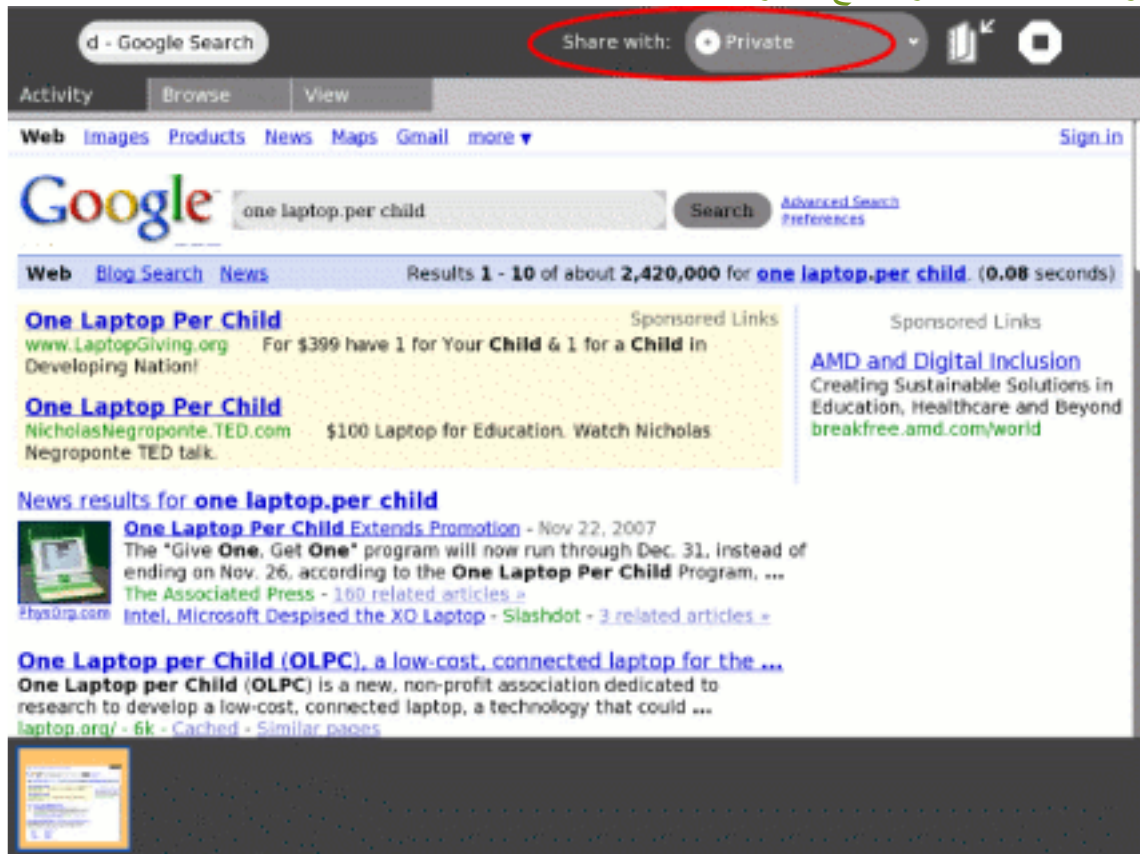 d - Google Search
Share with: Private
Activity Browse View
Web Images Products News Maps Gmail more ▼ Sign in
Google one laptop.per child Search Advanced Search
Preferences
Web Blog Search News Results 1 - 10 of about 2,420,000 for one laptop.per child. (0.08 seconds)
One Laptop Per Child Sponsored Links
www.LaptopGiving.org For $399 have 1 for Your Child & 1 for a Child in
Developing Nation!
One Laptop Per Child
NicholasNegroponte.TED.com $100 Laptop for Education. Watch Nicholas
Negroponte TED talk.
Sponsored Links
AMD and Digital Inclusion
Creating Sustainable Solutions in
Education, Healthcare and Beyond
breakfree.amd.com/world
News results for one laptop.per child
One Laptop Per Child Extends Promotion - Nov 22, 2007
The "Give One, Get One" program will now run through Dec. 31, instead of
ending on Nov. 26, according to the One Laptop Per Child Program, ...
The Associated Press - 160 related articles »
PhysOrg.com
Intel, Microsoft Despised the XO Laptop - Slashdot - 3 related articles »
One Laptop per Child (OLPC), a low-cost, connected laptop for the ...
One Laptop per Child (OLPC) is a new, non-profit association dedicated to
research to develop a low-cost, connected laptop, a technology that could ...
laptop.org/ - 6k - Cached - Similar pages